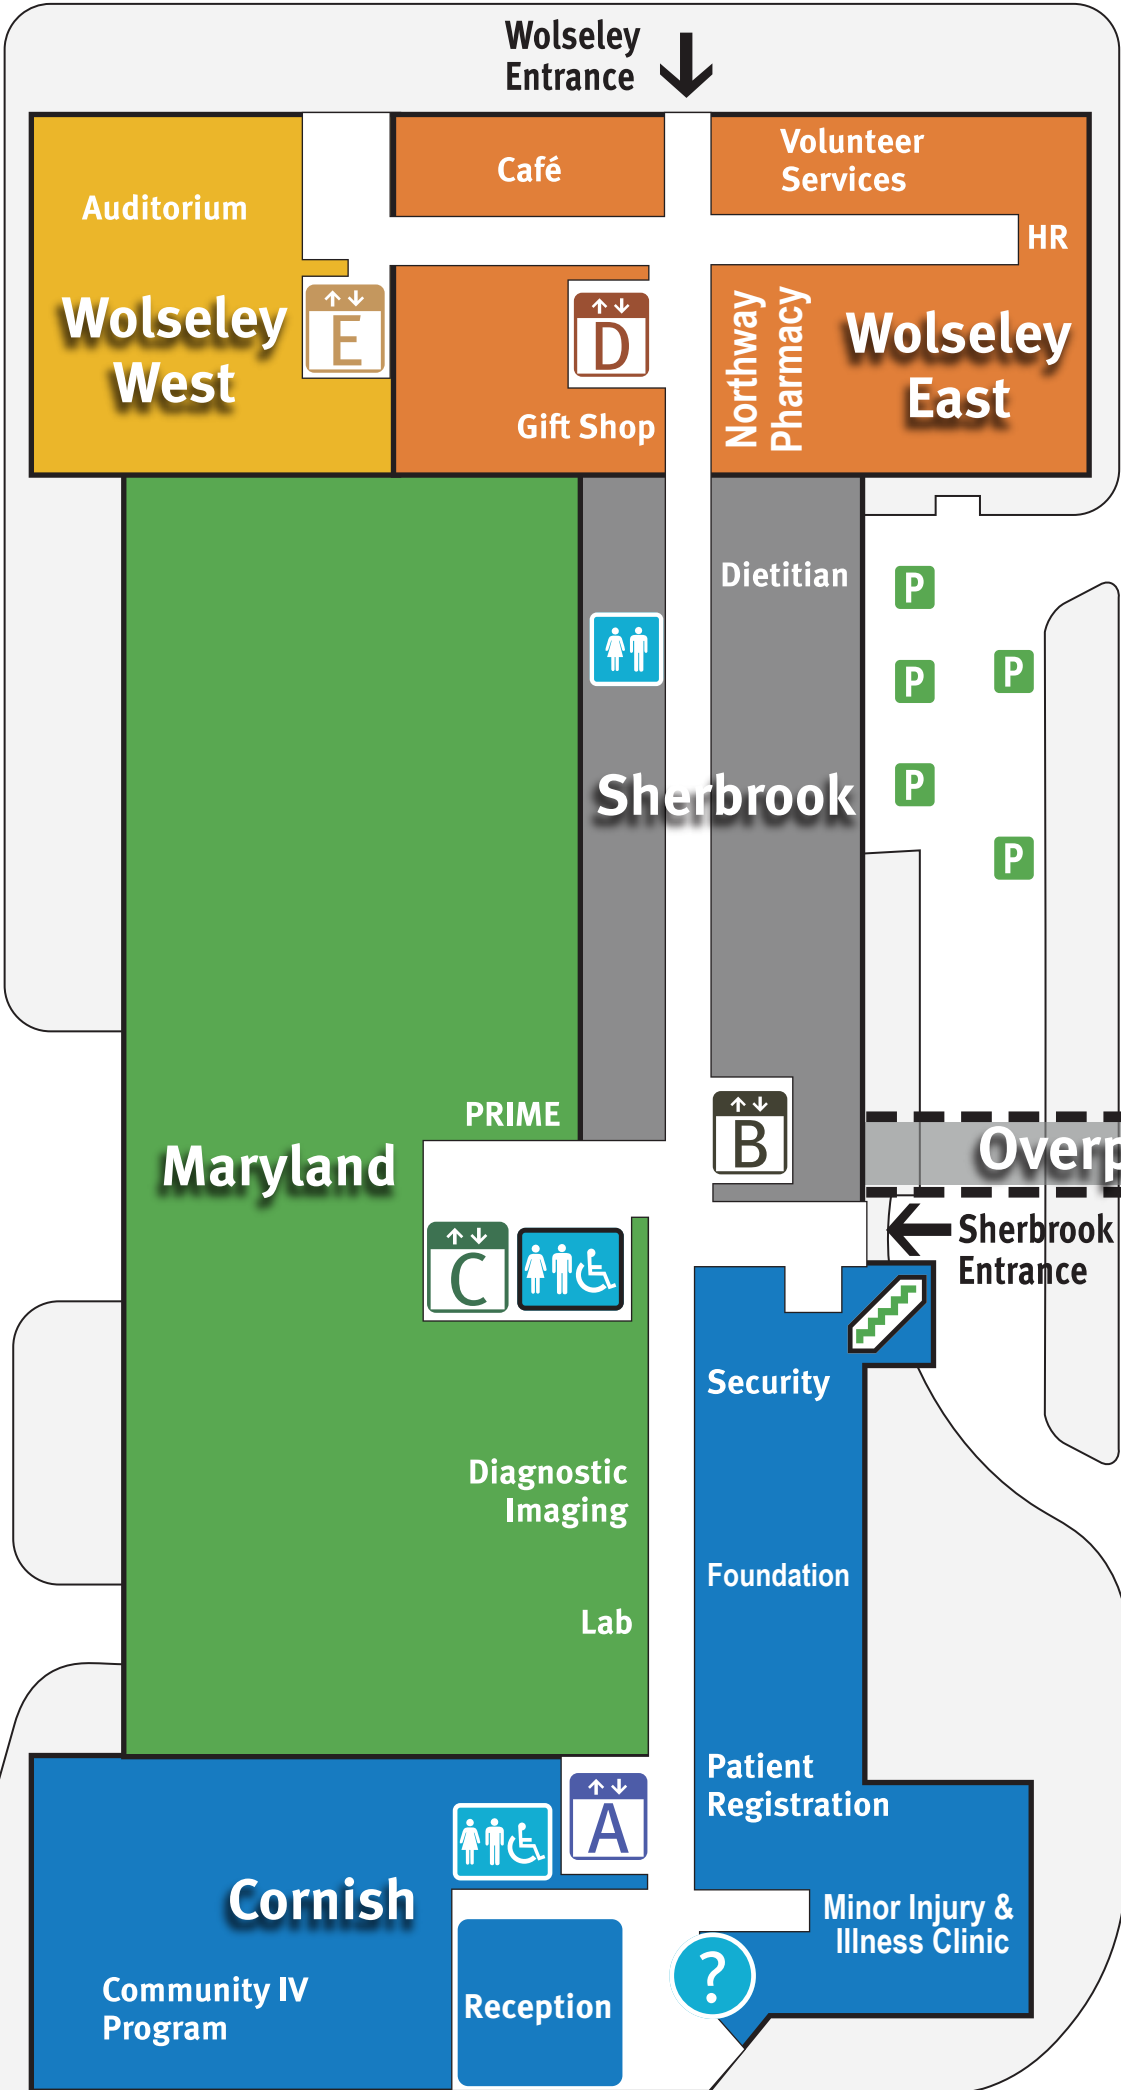 Wolseley
Entrance
Auditorium
Café
Volunteer
Services
HR
Wolseley
West
E
D
Northway
Pharmacy
Wolseley
East
Gift Shop
Dietitian
P
P
P
Sherbrook
P
P
PRIME
B
Maryland
Overp
Sherbrook
Entrance
C
Security
Diagnostic
Imaging
Foundation
Lab
Patient
Registration
A
Cornish
Minor Injury &
Illness Clinic
Community IV
Program
Reception
?